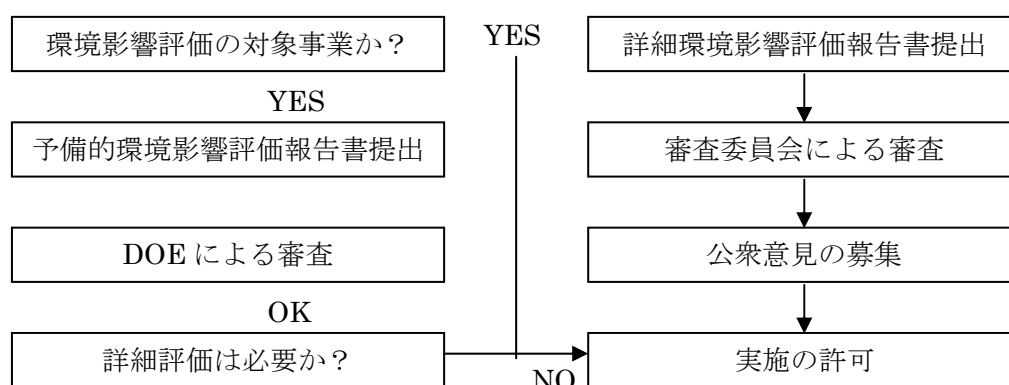 環境影響評価の対象事業か?
YES
予備的環境影響評価報告書提出
DOE による審査
OK
詳細評価は必要か?
YES
NO
詳細環境影響評価報告書提出
審査委員会による審査
公衆意見の募集
実施の許可